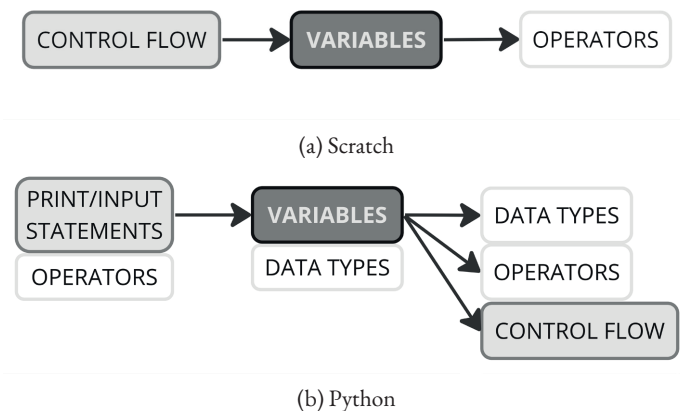 CONTROL FLOW
VARIABLES
OPERATORS
(a) Scratch
PRINT/INPUT
STATEMENTS
OPERATORS
VARIABLES
DATA TYPES
DATA TYPES
OPERATORS
CONTROL FLOW
(b) Python